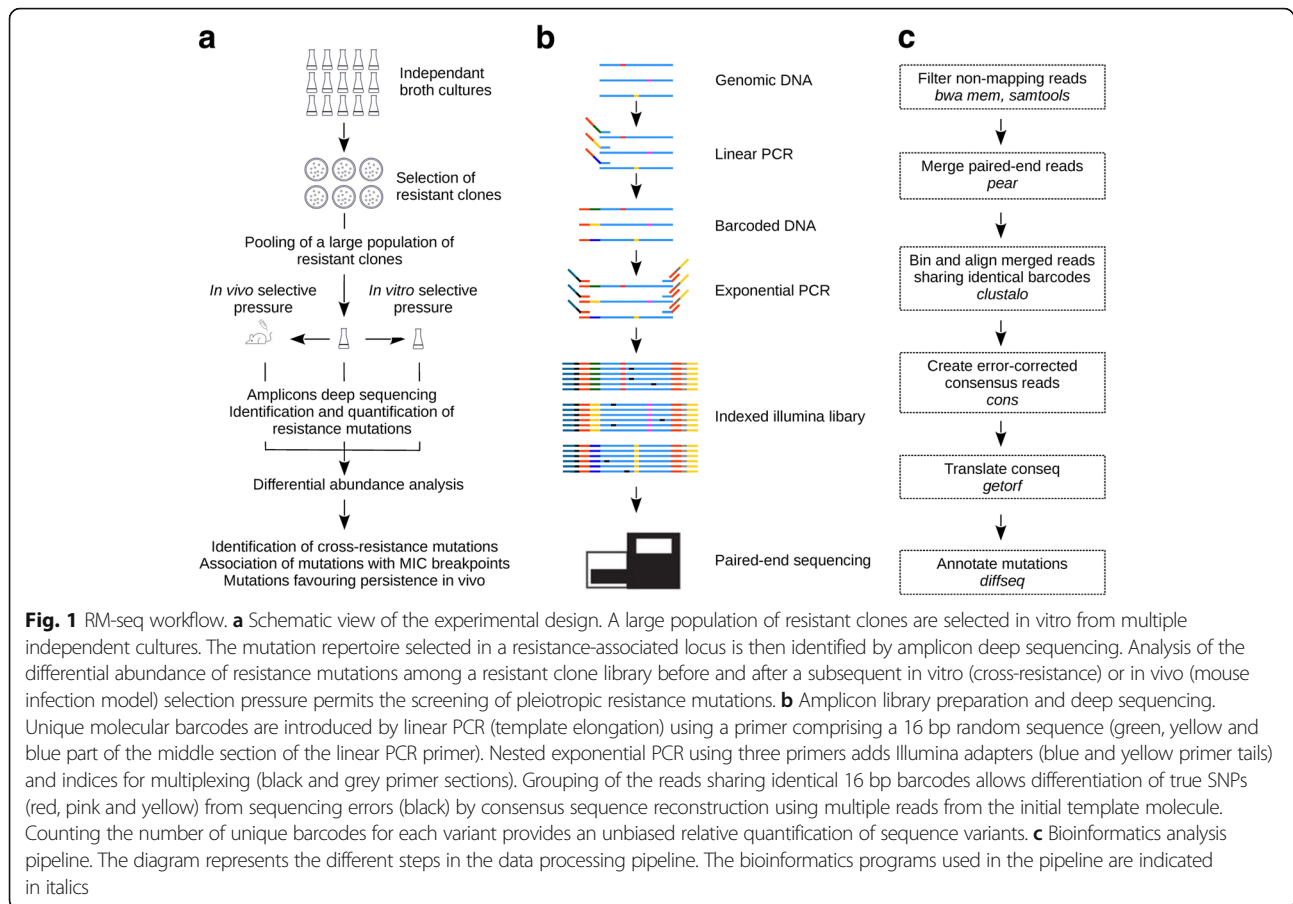 a
Independant
broth cultures
Selection of
resistant clones
Pooling of a large population of
resistant clones
In vivo selective
pressure
In vitro selective
pressure
Amplicons deep sequencing
Identification and quantification of
resistance mutations
Differential abundance analysis
Identification of cross-resistance mutations
Association of mutations with MIC breakpoints
Mutations favouring persistence in vivo
b
Genomic DNA
Linear PCR
Barcoded DNA
Exponential PCR
Indexed illumina libary
Paired-end sequencing
c
Filter non-mapping reads
bwa mem, samtools
Merge paired-end reads
pear
Bin and align merged reads
sharing identical barcodes
clustalo
Create error-corrected
consensus reads
cons
Translate conseq
getorf
Annotate mutations
diffseq
Fig. 1 RM-seq workflow. a Schematic view of the experimental design. A large population of resistant clones are selected in vitro from multiple
independent cultures. The mutation repertoire selected in a resistance-associated locus is then identified by amplicon deep sequencing. Analysis of the
differential abundance of resistance mutations among a resistant clone library before and after a subsequent in vitro (cross-resistance) or in vivo (mouse
infection model) selection pressure permits the screening of pleiotropic resistance mutations. b Amplicon library preparation and deep sequencing.
Unique molecular barcodes are introduced by linear PCR (template elongation) using a primer comprising a 16 bp random sequence (green, yellow and
blue part of the middle section of the linear PCR primer). Nested exponential PCR using three primers adds Illumina adapters (blue and yellow primer tails)
and indices for multiplexing (black and grey primer sections). Grouping of the reads sharing identical 16 bp barcodes allows differentiation of true SNPs
(red, pink and yellow) from sequencing errors (black) by consensus sequence reconstruction using multiple reads from the initial template molecule.
Counting the number of unique barcodes for each variant provides an unbiased relative quantification of sequence variants. c Bioinformatics analysis
pipeline. The diagram represents the different steps in the data processing pipeline. The bioinformatics programs used in the pipeline are indicated
in italics